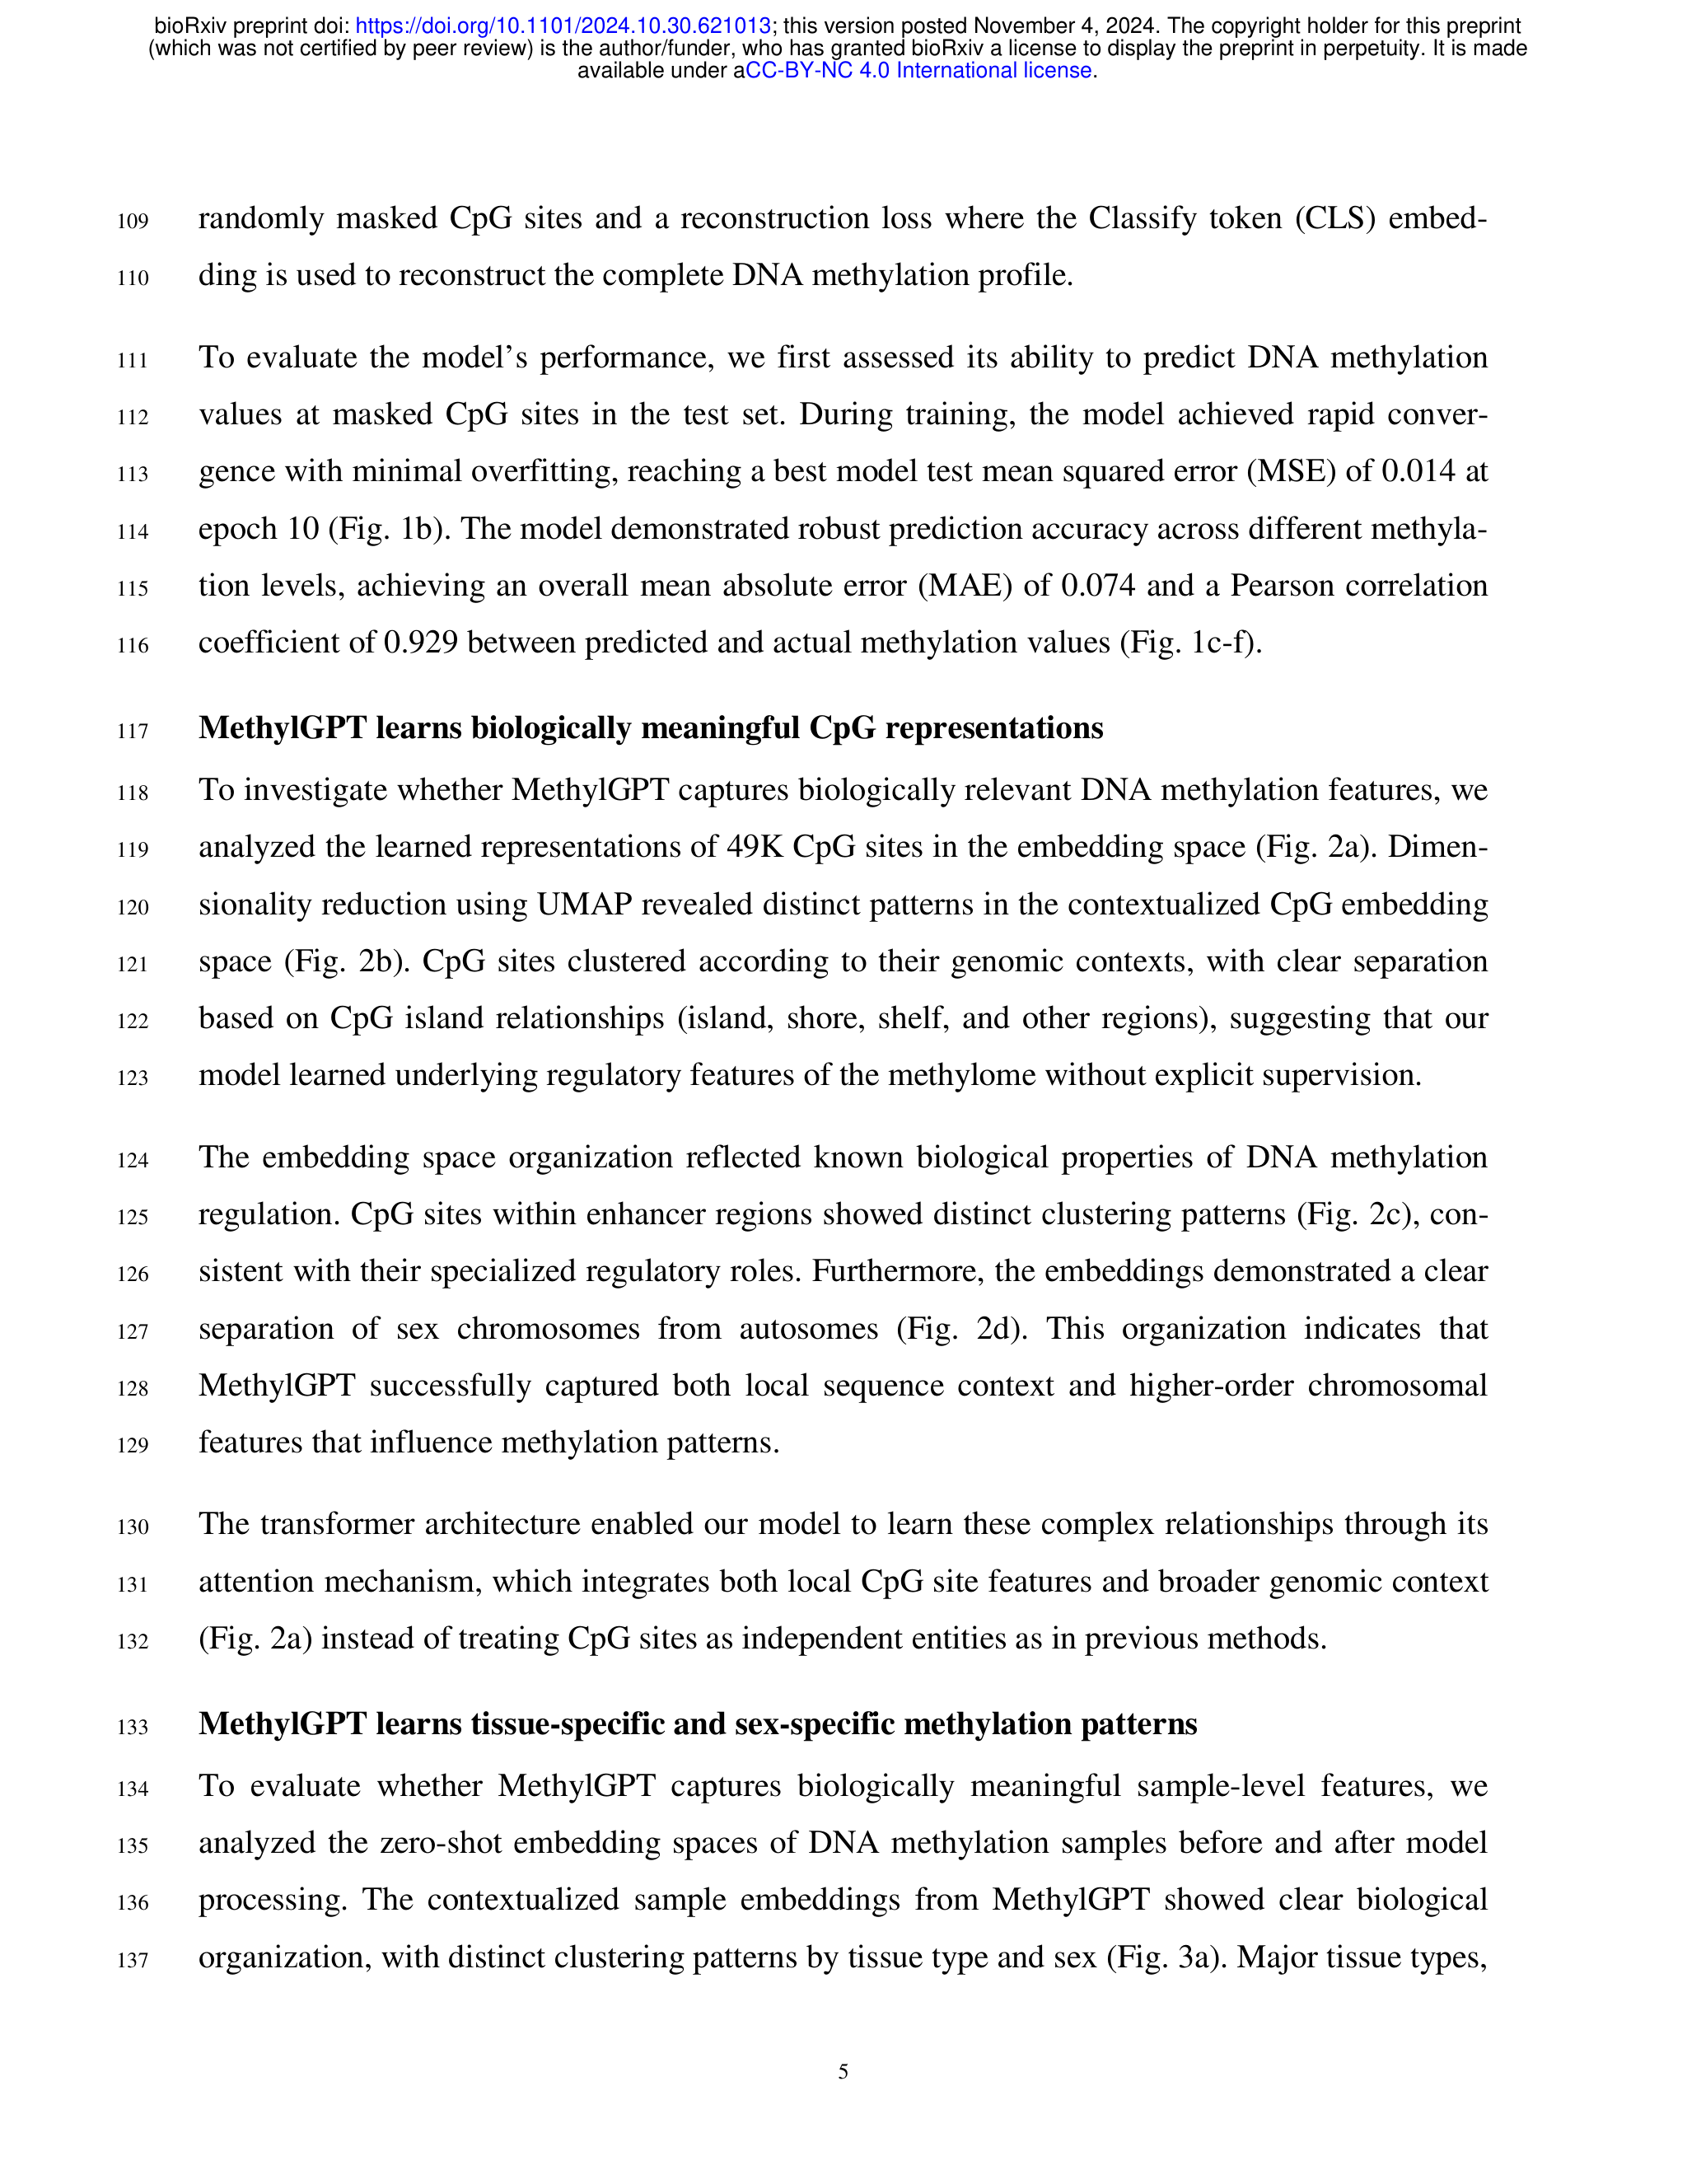 bioRxiv preprint doi: https://doi.org/10.1101/2024.10.30.621013; this version posted November 4, 2024. The copyright holder for this preprint
(which was not certified by peer review) is the author/funder, who has granted bioRxiv a license to display the preprint in perpetuity. It is made
available under aCC-BY-NC 4.0 International license.
109 randomly masked CpG sites and a reconstruction loss where the Classify token (CLS) embed-
110 ding is used to reconstruct the complete DNA methylation profile.
111 To evaluate the model’s performance, we first assessed its ability to predict DNA methylation
112 values at masked CpG sites in the test set. During training, the model achieved rapid conver-
113 gence with minimal overfitting, reaching a best model test mean squared error (MSE) of 0.014 at
114 epoch 10 (Fig. 1b). The model demonstrated robust prediction accuracy across different methyla-
115 tion levels, achieving an overall mean absolute error (MAE) of 0.074 and a Pearson correlation
116 coefficient of 0.929 between predicted and actual methylation values (Fig. 1c-f).
117 MethylGPT learns biologically meaningful CpG representations
118 To investigate whether MethylGPT captures biologically relevant DNA methylation features, we
119 analyzed the learned representations of 49K CpG sites in the embedding space (Fig. 2a). Dimen-
120 sionality reduction using UMAP revealed distinct patterns in the contextualized CpG embedding
121 space (Fig. 2b). CpG sites clustered according to their genomic contexts, with clear separation
122 based on CpG island relationships (island, shore, shelf, and other regions), suggesting that our
123 model learned underlying regulatory features of the methylome without explicit supervision.
124 The embedding space organization reflected known biological properties of DNA methylation
125 regulation. CpG sites within enhancer regions showed distinct clustering patterns (Fig. 2c), con-
126 sistent with their specialized regulatory roles. Furthermore, the embeddings demonstrated a clear
127 separation of sex chromosomes from autosomes (Fig. 2d). This organization indicates that
128 MethylGPT successfully captured both local sequence context and higher-order chromosomal
129 features that influence methylation patterns.
130 The transformer architecture enabled our model to learn these complex relationships through its
131 attention mechanism, which integrates both local CpG site features and broader genomic context
132 (Fig. 2a) instead of treating CpG sites as independent entities as in previous methods.
133 MethylGPT learns tissue-specific and sex-specific methylation patterns
134 To evaluate whether MethylGPT captures biologically meaningful sample-level features, we
135 analyzed the zero-shot embedding spaces of DNA methylation samples before and after model
136 processing. The contextualized sample embeddings from MethylGPT showed clear biological
137 organization, with distinct clustering patterns by tissue type and sex (Fig. 3a). Major tissue types,
5